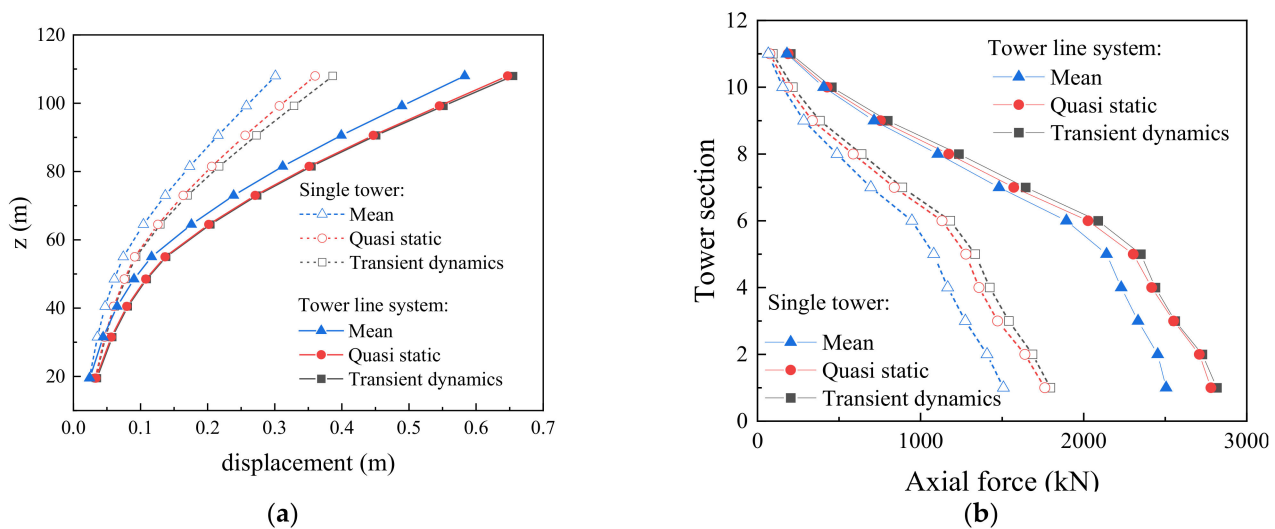 120
100
80
60
40
20
z (m)
Single tower:
Mean
Quasi static
Transient dynamics
Tower line system:
Mean
Quasi static
Transient dynamics
0.0 0.1 0.2 0.3 0.4 0.5 0.6 0.7
displacement (m)
(a)
12
10
8
6
4
2
0
Tower section
Tower line system:
Mean
Quasi static
Transient dynamics
Single tower:
Mean
Quasi static
Transient dynamics
0 1000 2000 3000
Axial force (kN)
(b)